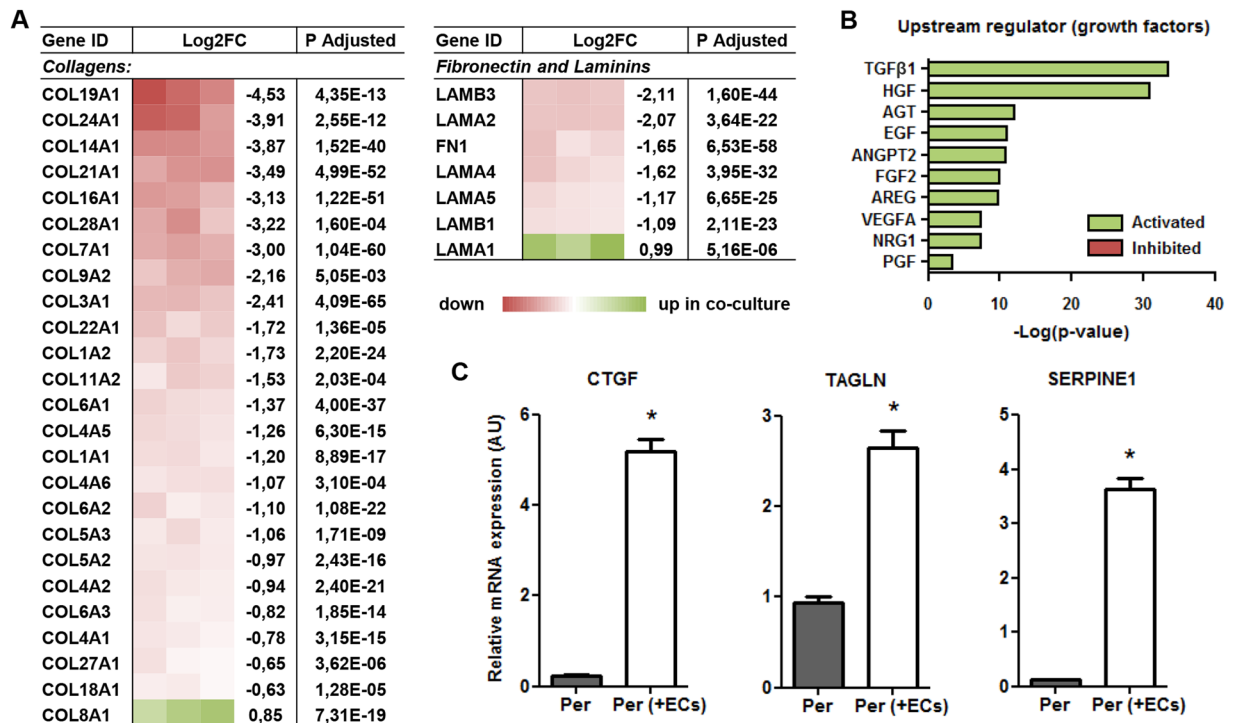 A
Gene ID Log2FC P Adjusted
Collagens:
COL19A1 -4,53 4,35E-13
COL24A1 -3,91 2,55E-12
COL14A1 -3,87 1,52E-40
COL21A1 -3,49 4,99E-52
COL16A1 -3,13 1,22E-51
COL28A1 -3,22 1,60E-04
COL7A1 -3,00 1,04E-60
COL9A2 -2,16 5,05E-03
COL3A1 -2,41 4,09E-65
COL22A1 -1,72 1,36E-05
COL1A2 -1,73 2,20E-24
COL11A2 -1,53 2,03E-04
COL6A1 -1,37 4,00E-37
COL4A5 -1,26 6,30E-15
COL1A1 -1,20 8,89E-17
COL4A6 -1,07 3,10E-04
COL6A2 -1,10 1,08E-22
COL5A3 -1,06 1,71E-09
COL5A2 -0,97 2,43E-16
COL4A2 -0,94 2,40E-21
COL6A3 -0,82 1,85E-14
COL4A1 -0,78 3,15E-15
COL27A1 -0,65 3,62E-06
COL18A1 -0,63 1,28E-05
COL8A1 0,85 7,31E-19
Gene ID Log2FC P Adjusted
Fibronectin and Laminins
LAMB3 -2,11 1,60E-44
LAMA2 -2,07 3,64E-22
FN1 -1,65 6,53E-58
LAMA4 -1,62 3,95E-32
LAMA5 -1,17 6,65E-25
LAMB1 -1,09 2,11E-23
LAMA1 0,99 5,16E-06
down up in co-culture
B
Upstream regulator (growth factors)
TGFβ1
HGF
AGT
EGF
ANGPT2
FGF2
AREG
VEGFA
NRG1
PGF
Activated
Inhibited
0 10 20 30 40
-Log(p-value)
C
CTGF
Relative mRNA expression (AU)
6
4
2
0
*
Per Per (+ECs)
TAGLN
3
2
1
0
*
Per Per (+ECs)
SERPINE1
5
4
3
2
1
0
*
Per Per (+ECs)